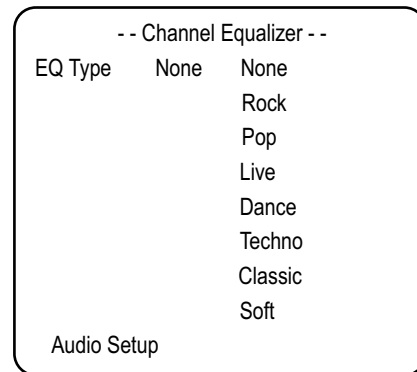 - - Channel Equalizer - -
EQ Type None None
Rock
Pop
Live
Dance
Techno
Classic
Soft
Audio Setup